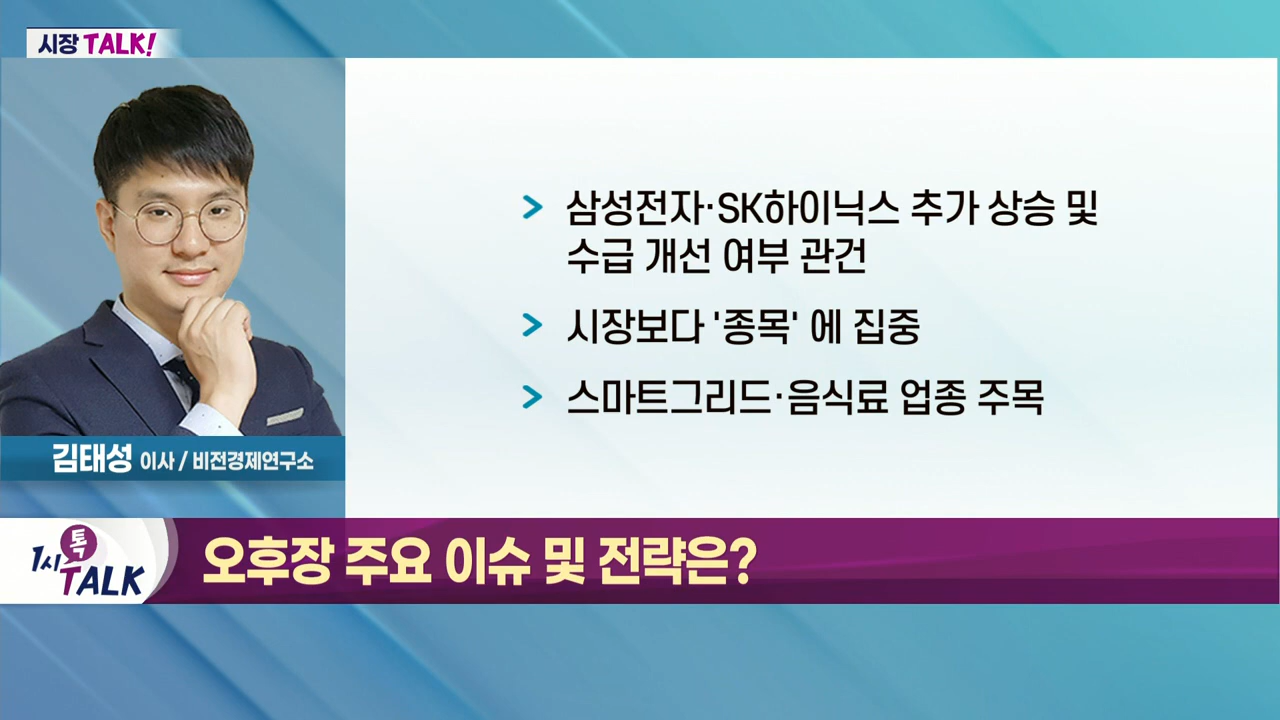 시장 TALK!
> 삼성전자·SK하이닉스 추가 상승 및
수급 개선 여부 관건
> 시장보다 '종목' 에 집중
> 스마트그리드·음식료 업종 주목
김태성 이사 / 비전경제연구소
1시 톡 TALK
오후장 주요 이슈 및 전략은?